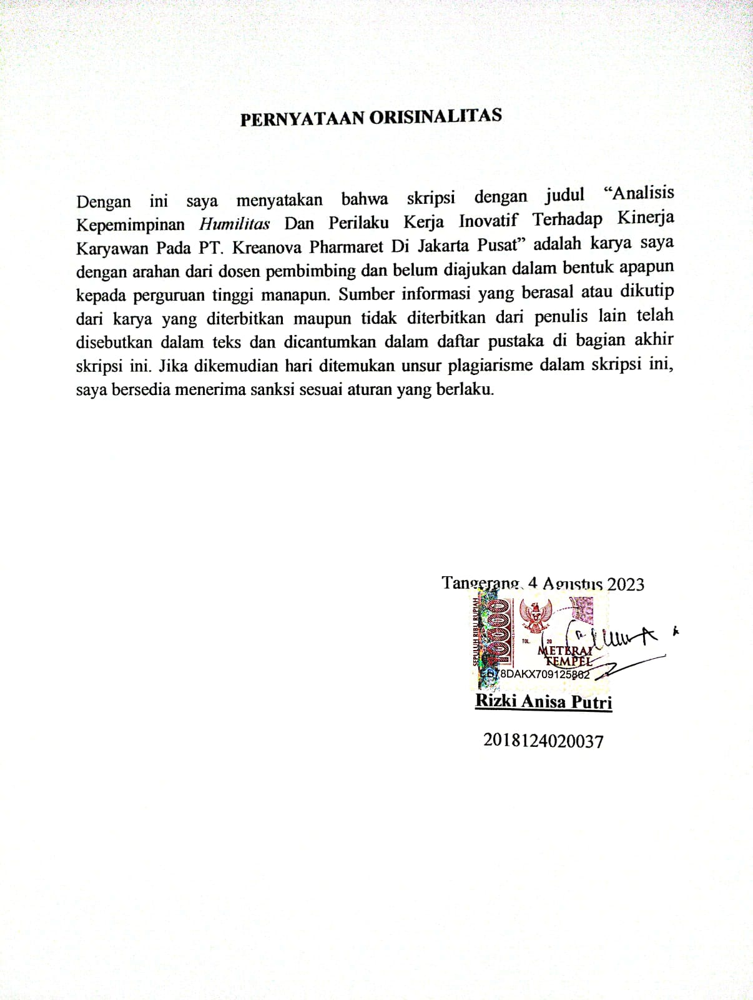 PERNYATAAN ORISINALITAS
Dengan ini saya menyatakan bahwa skripsi dengan judul “Analisis
Kepemimpinan Humilitas Dan Perilaku Kerja Inovatif Terhadap Kinerja
Karyawan Pada PT. Kreanova Pharmaret Di Jakarta Pusat” adalah karya saya
dengan arahan dari dosen pembimbing dan belum diajukan dalam bentuk apapun
kepada perguruan tinggi manapun. Sumber informasi yang berasal atau dikutip
dari karya yang diterbitkan maupun tidak diterbitkan dari penulis lain telah
disebutkan dalam teks dan dicantumkan dalam daftar pustaka di bagian akhir
skripsi ini. Jika dikemudian hari ditemukan unsur plagiarisme dalam skripsi ini,
saya bersedia menerima sanksi sesuai aturan yang berlaku.
Tangerang, 4 Agustus 2023
SEPULUH RIBU RUPIAH
10000
TGL. 20
METERAI
TEMPEL
Rizki Anisa Putri
2018124020037